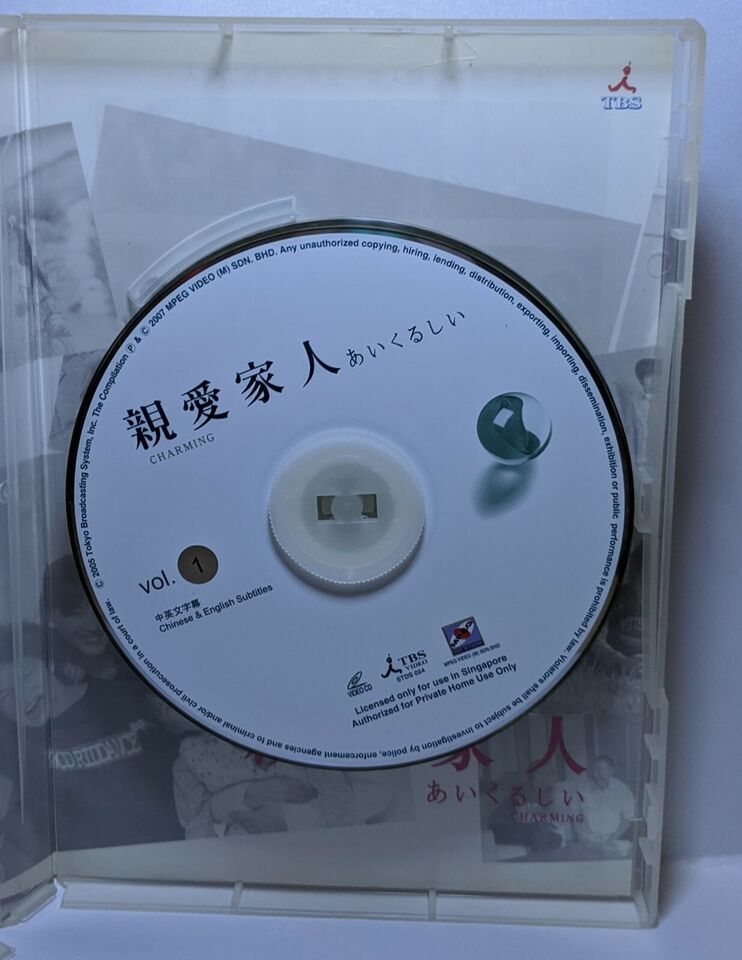 TBS
© 2005 Tokyo Broadcasting System, Inc. The Compilation ℗ & © 2007 MPEG VIDEO (M) SDN. BHD. Any unauthorized copying, hiring, lending, distribution, exporting, importing, dissemination, exhibition or public performance is prohibited by law. Violators shall be subject to investigation by police, enforcement agencies and to criminal and/or civil prosecution in a court of law.
親愛家人 あいくるしい
CHARMING
vol. 1
中英文字幕
Chinese & English Subtitles
VIDEO CD
TBS
VIDEO
STDS 024
MPEG VIDEO (M) SDN.BHD
Licensed only for use in Singapore
Authorized for Private Home Use Only
家人
あいくるしい
CHARMING